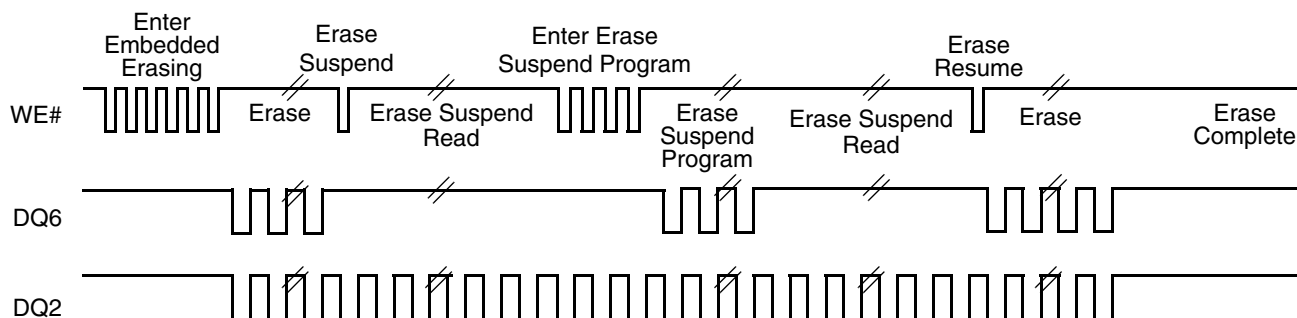 Enter
Embedded
Erasing
Erase
Suspend
Enter Erase
Suspend Program
Erase
Resume
WE#
Erase
Erase Suspend
Read
Erase
Suspend
Program
Erase Suspend
Read
Erase
Erase
Complete
DQ6
DQ2